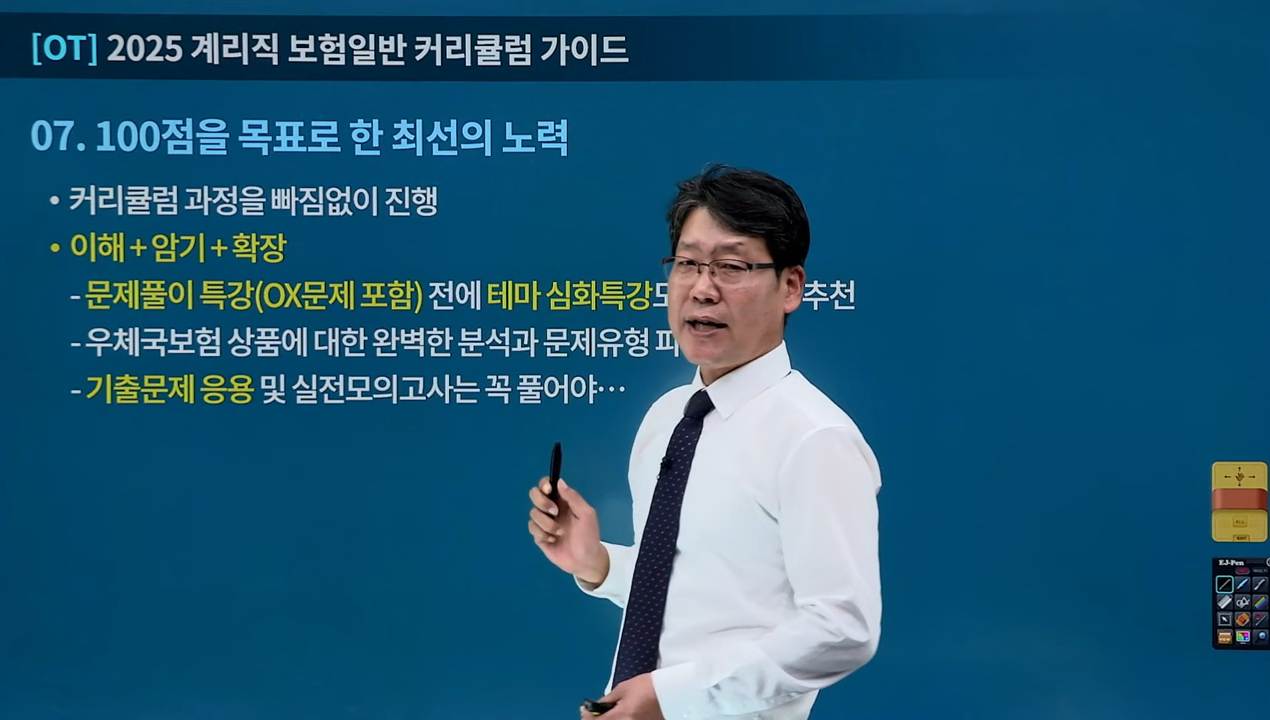 [OT] 2025 계리직 보험일반 커리큘럼 가이드
07. 100점을 목표로 한 최선의 노력
• 커리큘럼 과정을 빠짐없이 진행
• 이해 + 암기 + 확장
- 문제풀이 특강(OX문제 포함) 전에 테마 심화특강 추천
- 우체국보험 상품에 대한 완벽한 분석과 문제유형
- 기출문제 응용 및 실전모의고사는 꼭 풀어야…
ALL
EJ-Pen